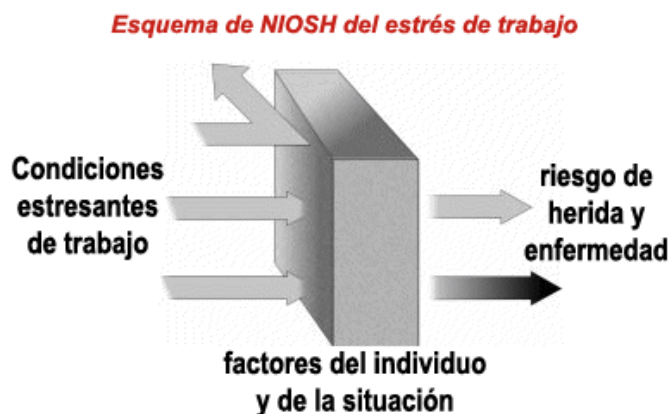 Esquema de NIOSH del estrés de trabajo
Condiciones
estresantes
de trabajo
riesgo de
herida y
enfermedad
factores del individuo
y de la situación